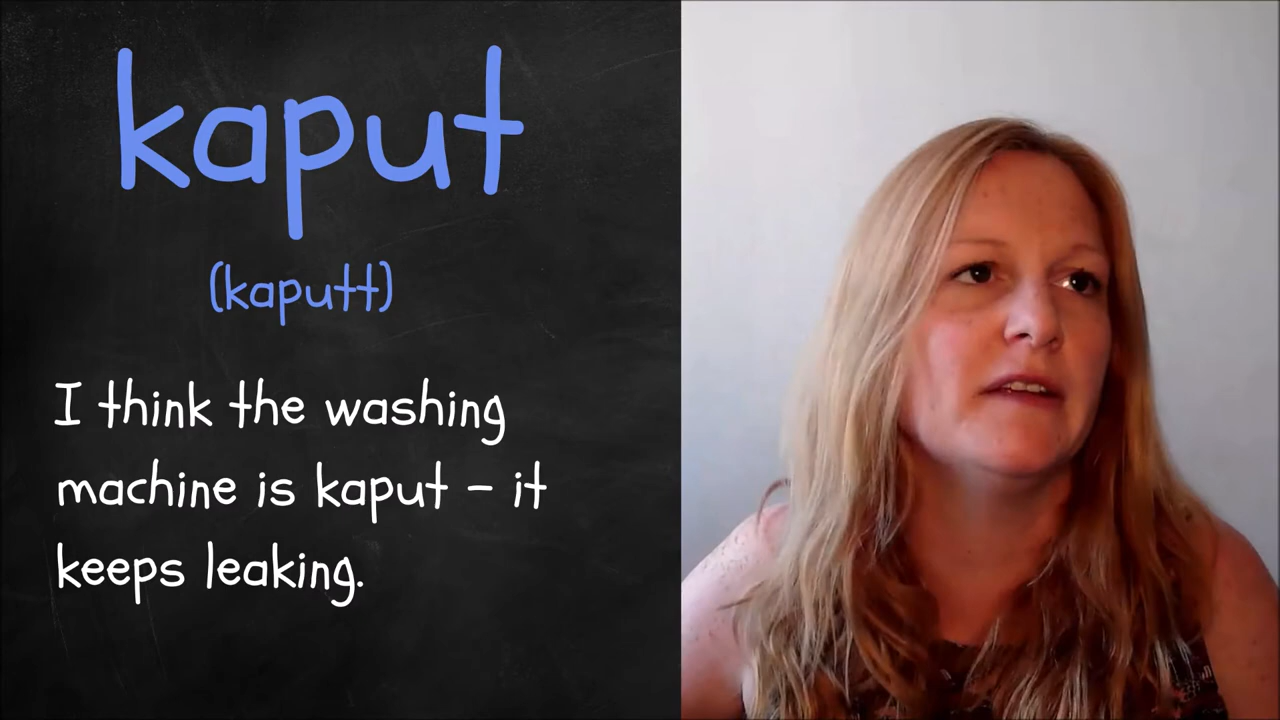 kaput
(kaputt)
I think the washing
machine is kaput – it
keeps leaking.